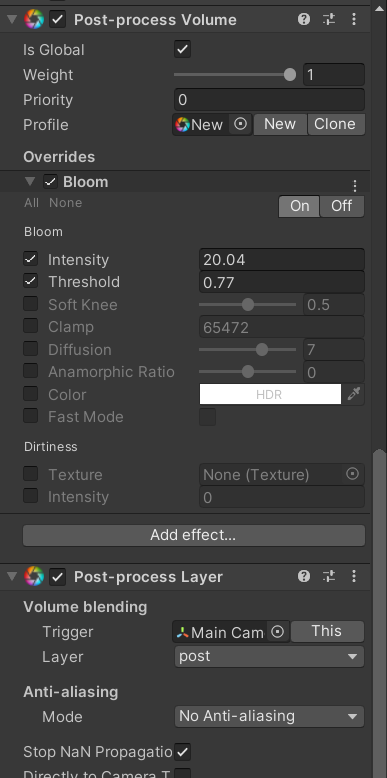 Post-process Volume
Is Global
Weight 1
Priority 0
Profile New New Clone
Overrides
Bloom
All None On Off
Bloom
Intensity 20.04
Threshold 0.77
Soft Knee 0.5
Clamp 65472
Diffusion 7
Anamorphic Ratio 0
Color HDR
Fast Mode
Dirtiness
Texture None (Texture)
Intensity 0
Add effect...
Post-process Layer
Volume blending
Trigger Main Cam This
Layer post
Anti-aliasing
Mode No Anti-aliasing
Stop NaN Propagatio
Directly to Camera T